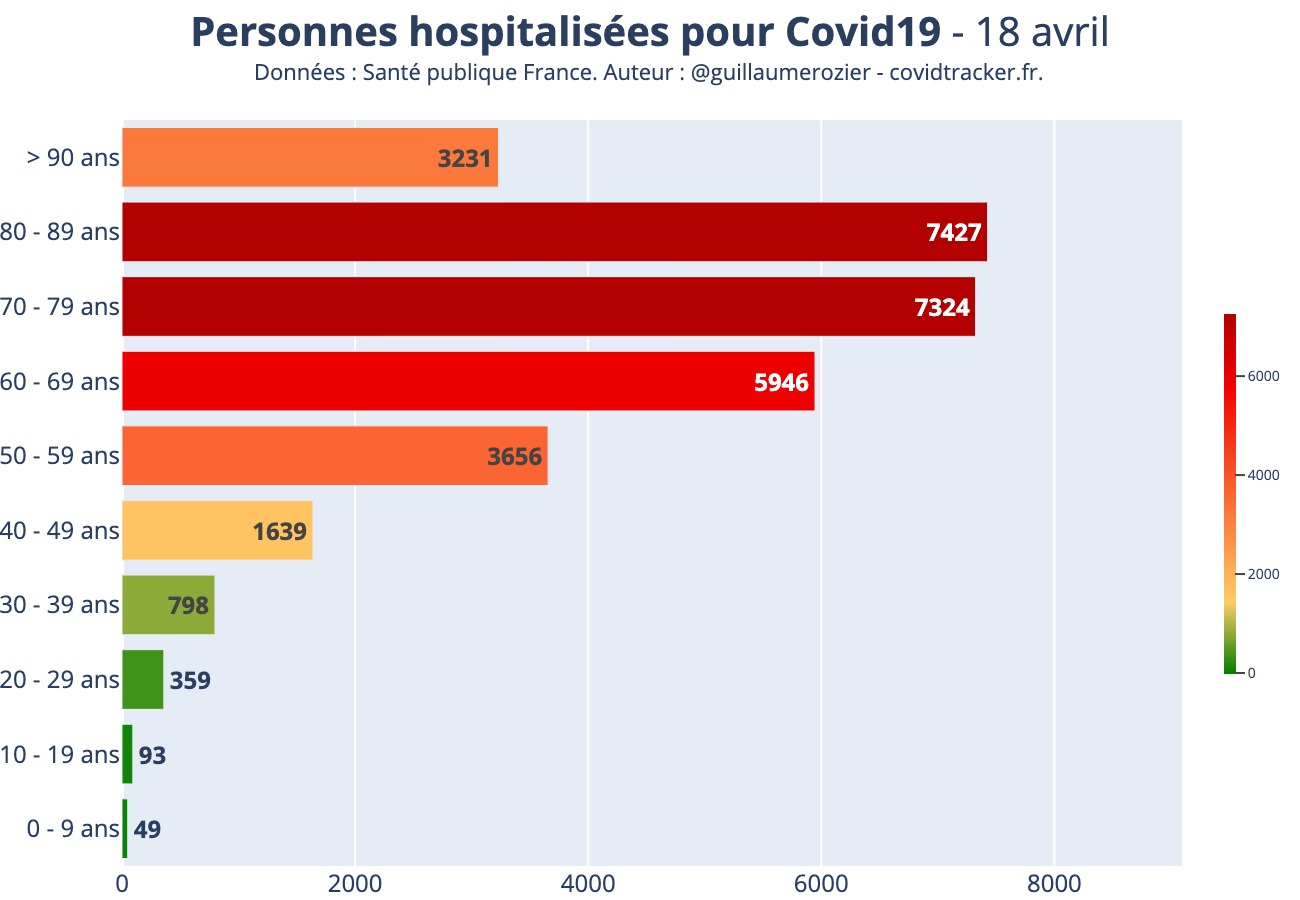 Personnes hospitalisées pour Covid19 - 18 avril
Données : Santé publique France. Auteur : @guillaumerozier - covidtracker.fr.
> 90 ans 3231
80 - 89 ans 7427
70 - 79 ans 7324
60 - 69 ans 5946
50 - 59 ans 3656
40 - 49 ans 1639
30 - 39 ans 798
20 - 29 ans 359
10 - 19 ans 93
0 - 9 ans 49
0 2000 4000 6000 8000
6000
4000
2000
0